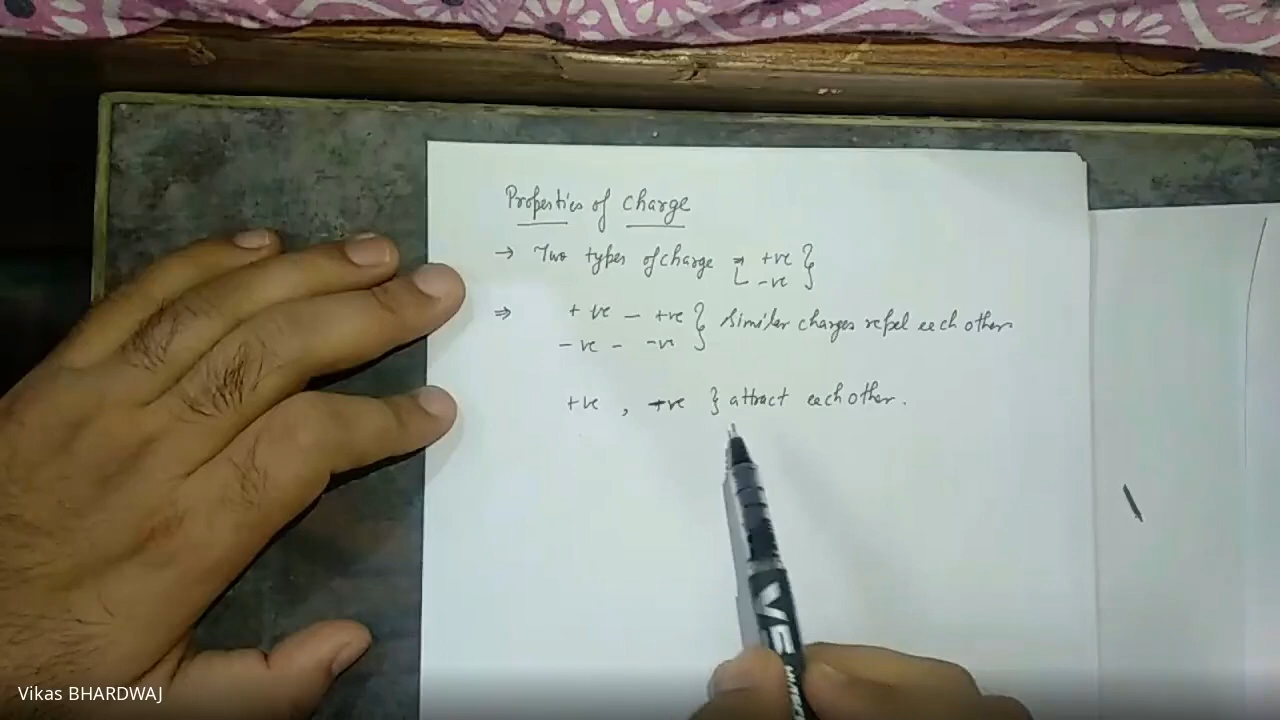 Properties of Charge
→ Two types of charge → +ve }
-ve
⇒ +ve - +ve } Similar charges repel each others
-ve - -ve
+ve , -ve } attract each other.
V5
Vikas BHARDWAJ